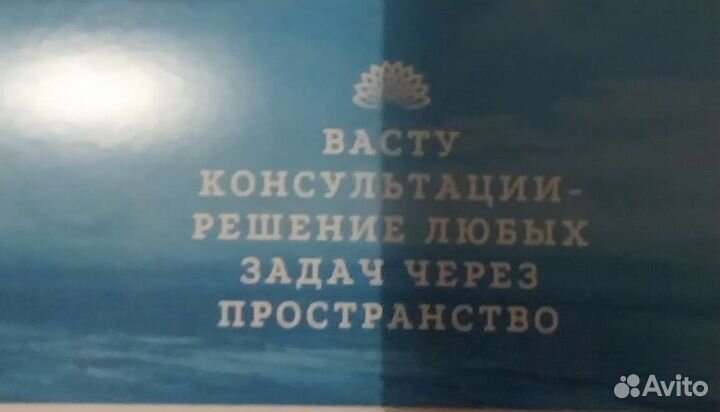 ВАСТУ
КОНСУЛЬТАЦИИ-
РЕШЕНИЕ ЛЮБЫХ
ЗАДАЧ ЧЕРЕЗ
ПРОСТРАНСТВО
Avito